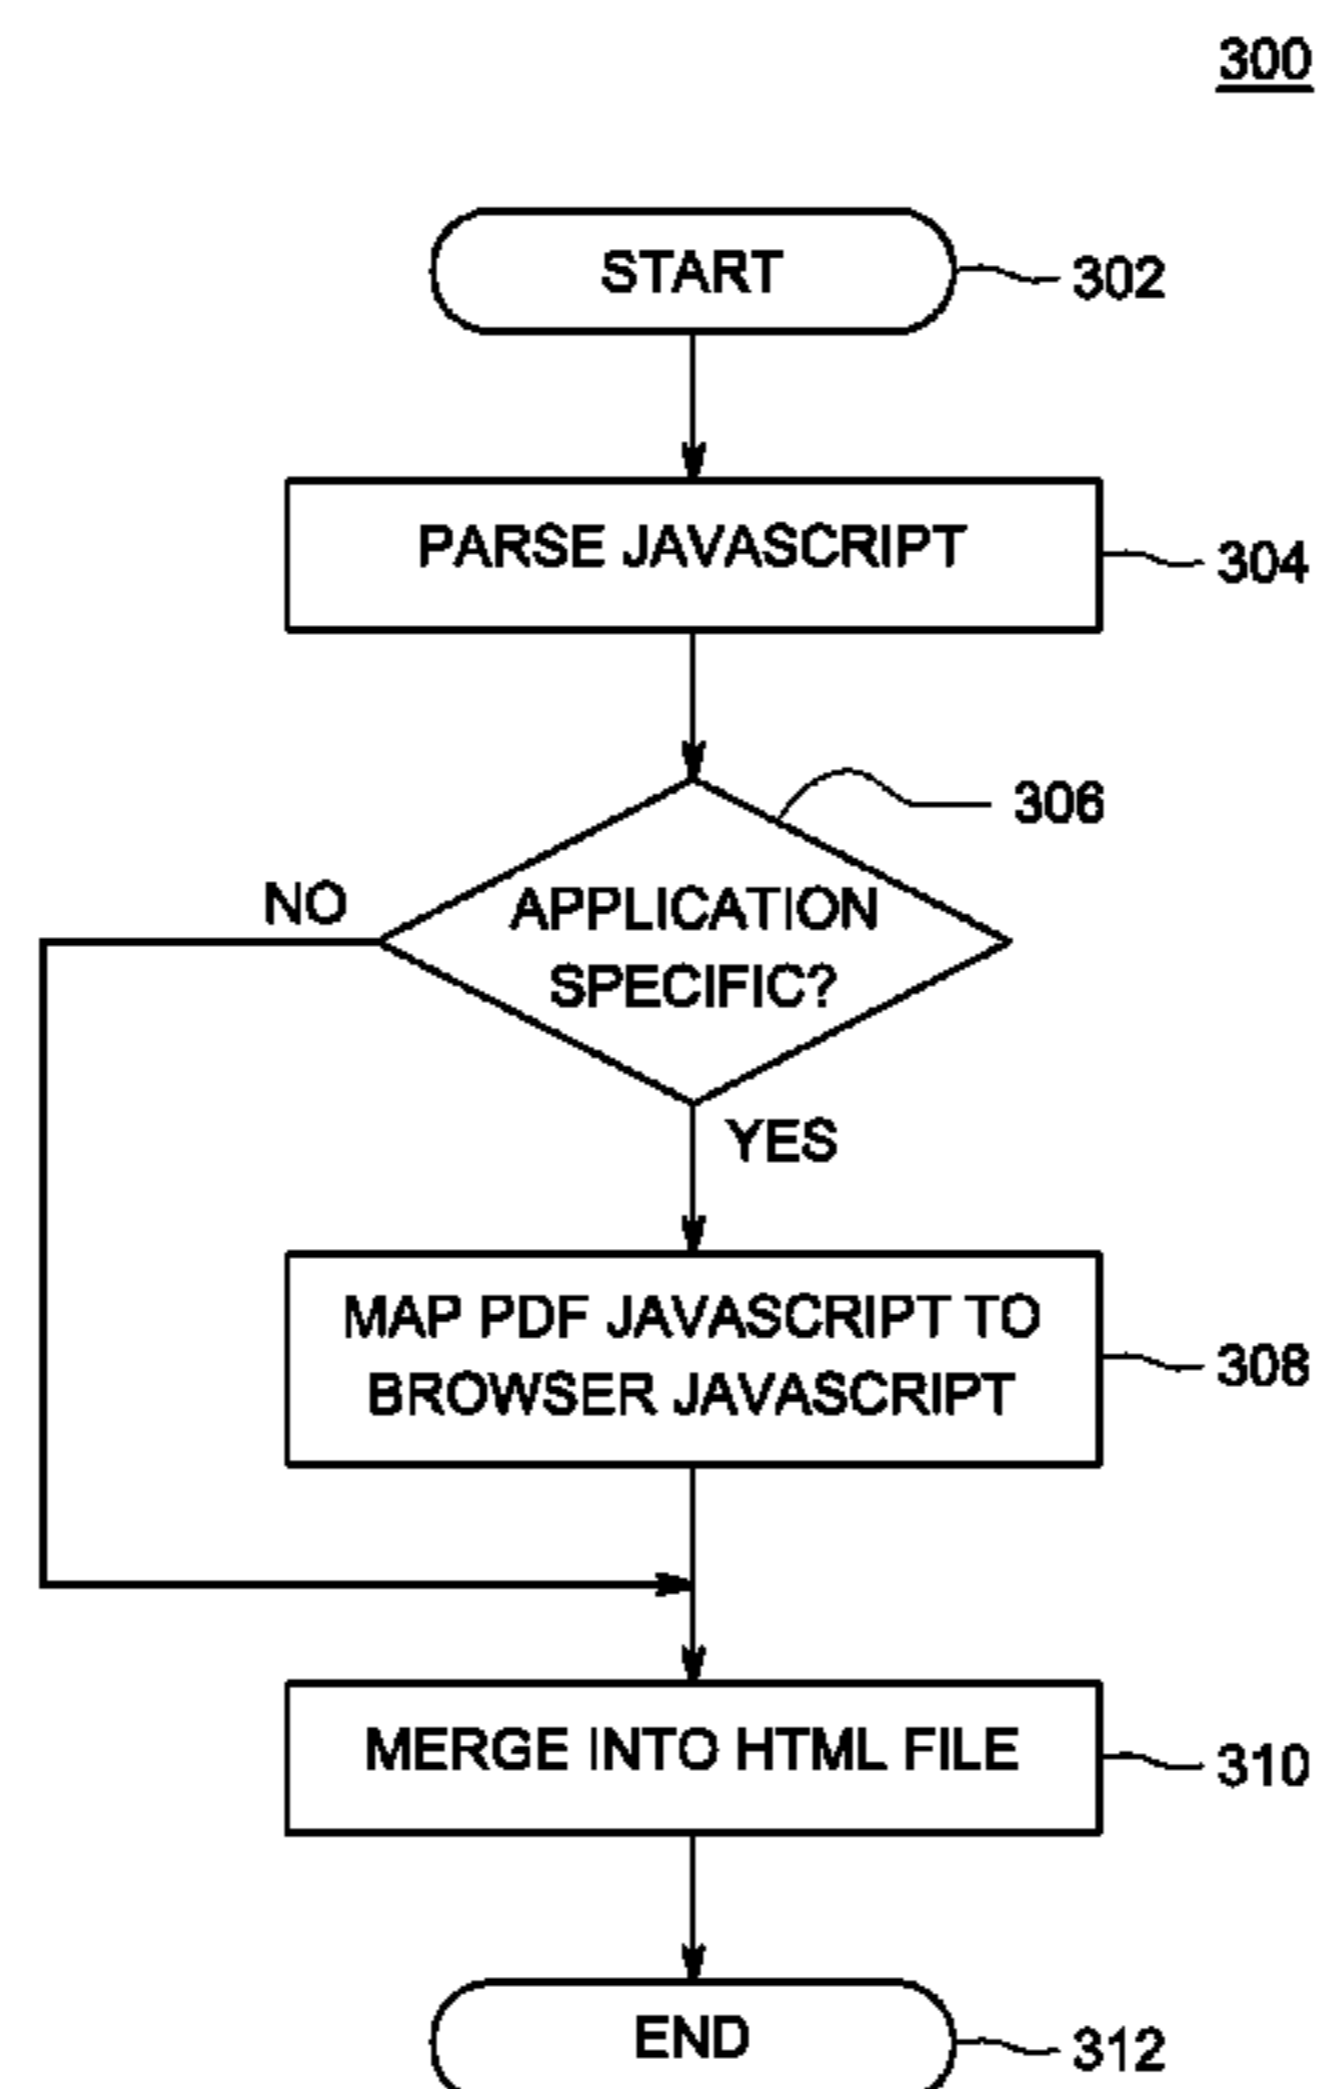 300
START
302
PARSE JAVASCRIPT
304
306
NO
APPLICATION
SPECIFIC?
YES
MAP PDF JAVASCRIPT TO
BROWSER JAVASCRIPT
308
MERGE INTO HTML FILE
310
END
312